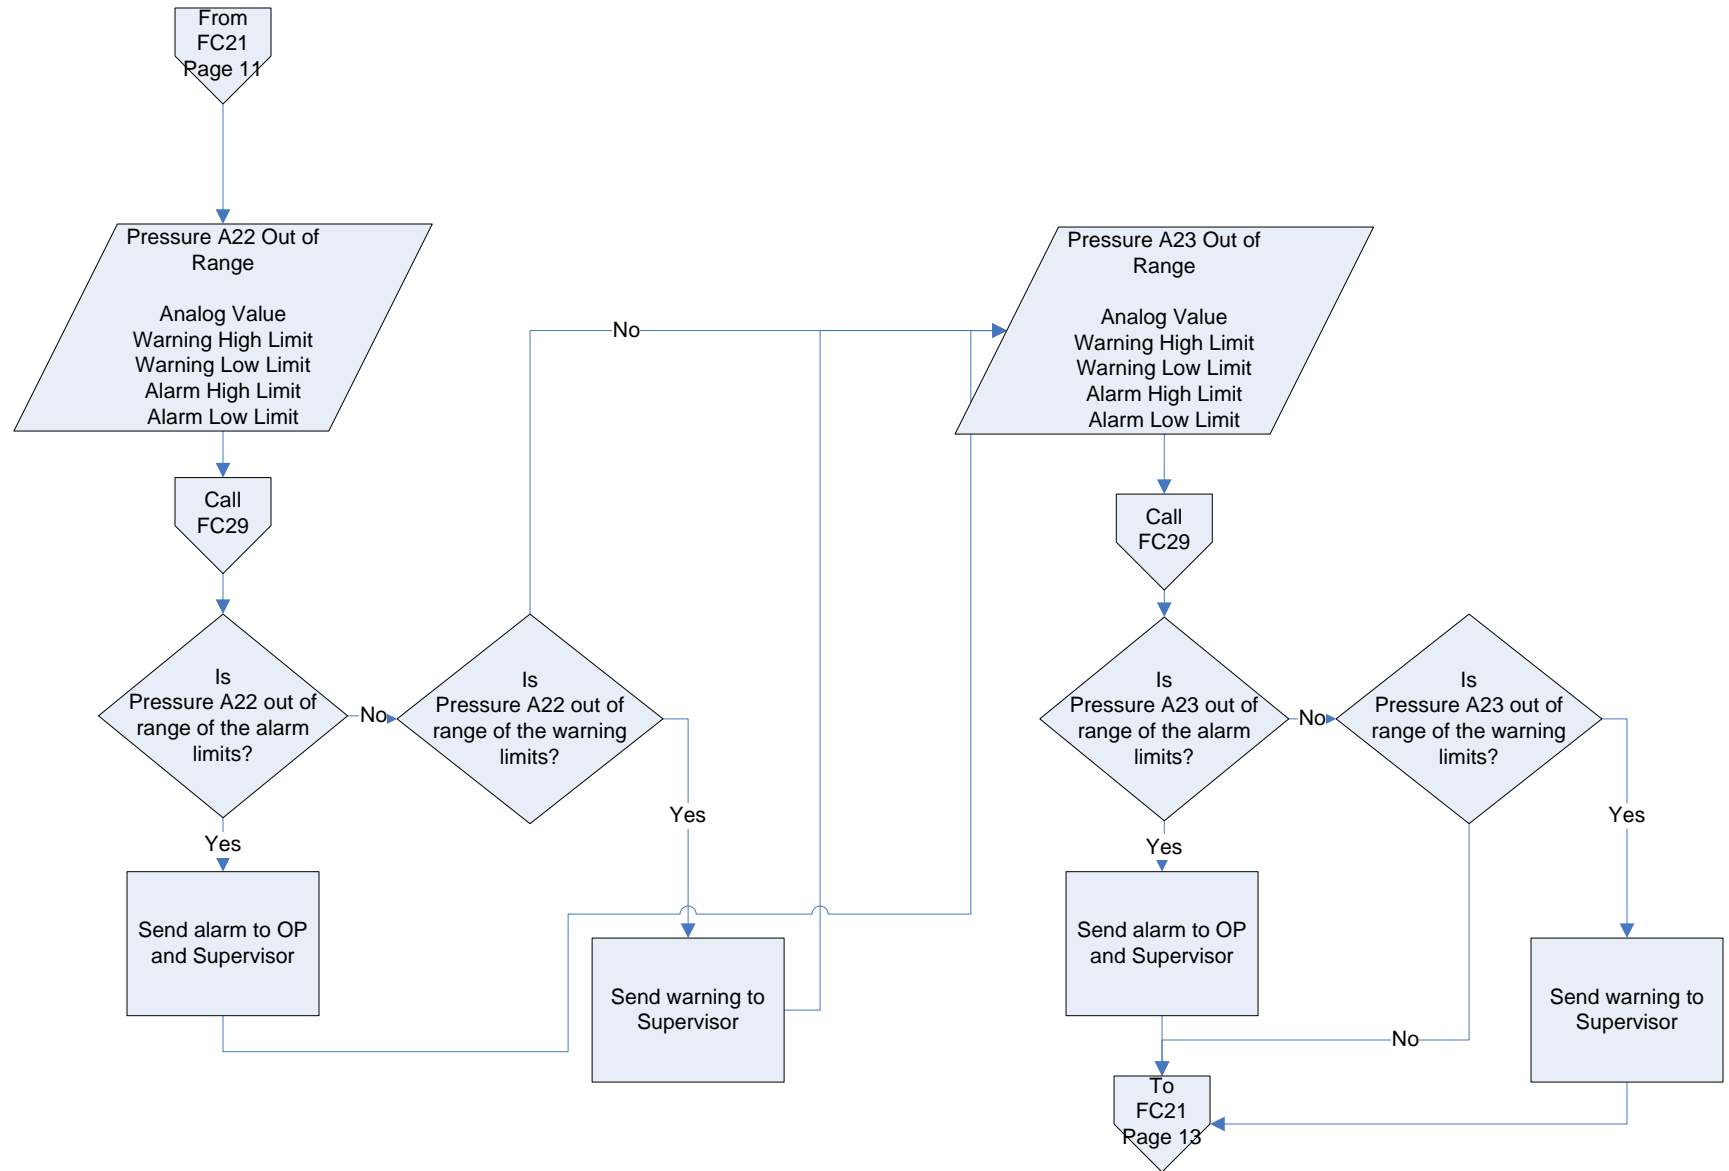 From
FC21
Page 11
Pressure A22 Out of
Range
Analog Value
Warning High Limit
Warning Low Limit
Alarm High Limit
Alarm Low Limit
Call
FC29
Is
Pressure A22 out of
range of the alarm
limits?
No
Is
Pressure A22 out of
range of the warning
limits?
No
Yes
Yes
Send alarm to OP
and Supervisor
Send warning to
Supervisor
Pressure A23 Out of
Range
Analog Value
Warning High Limit
Warning Low Limit
Alarm High Limit
Alarm Low Limit
Call
FC29
Is
Pressure A23 out of
range of the alarm
limits?
No
Is
Pressure A23 out of
range of the warning
limits?
Yes
Yes
Send alarm to OP
and Supervisor
Send warning to
Supervisor
No
To
FC21
Page 13